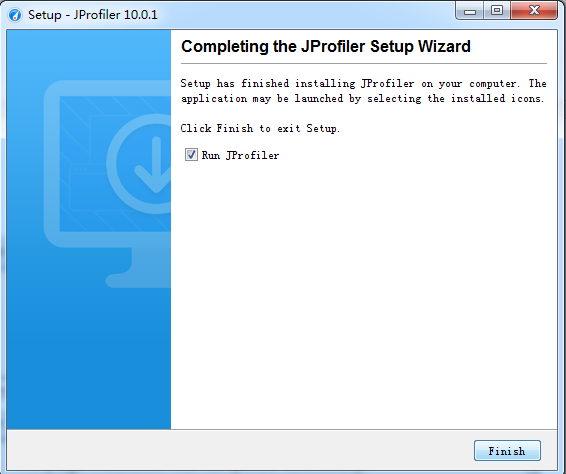 Setup - JProfiler 10.0.1
Completing the JProfiler Setup Wizard
Setup has finished installing JProfiler on your computer. The
application may be launched by selecting the installed icons.
Click Finish to exit Setup.
Run JProfiler
Finish